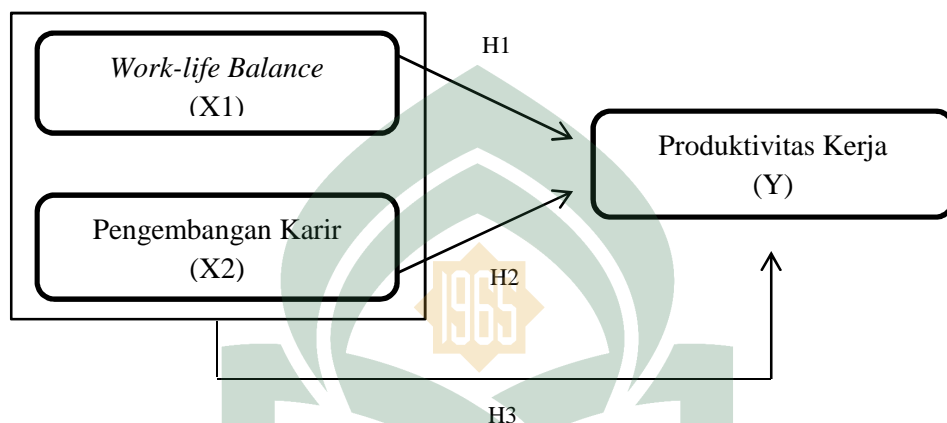 H1
Work-life Balance
(X1)
Produktivitas Kerja
(Y)
Pengembangan Karir
(X2)
H2
1965
H3